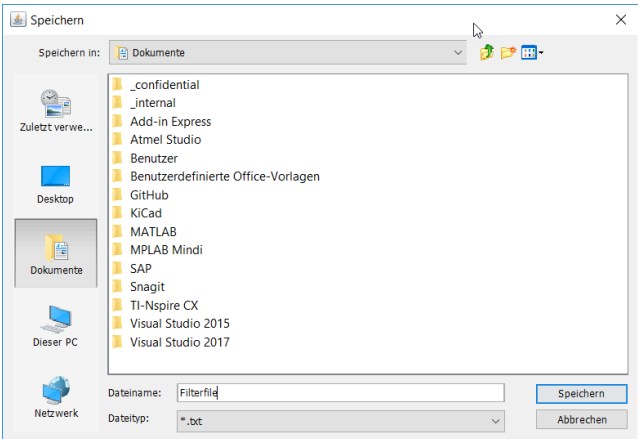 Speichern
Speichern in:
Dokumente
Zuletzt verwe...
Desktop
Dokumente
Dieser PC
Netzwerk
_confidential
_internal
Add-in Express
Atmel Studio
Benutzer
Benutzerdefinierte Office-Vorlagen
GitHub
KiCad
MATLAB
MPLAB Mindi
SAP
Snagit
TI-Nspire CX
Visual Studio 2015
Visual Studio 2017
Dateiname: Filterfile Speichern
Dateityp: *.txt Abbrechen